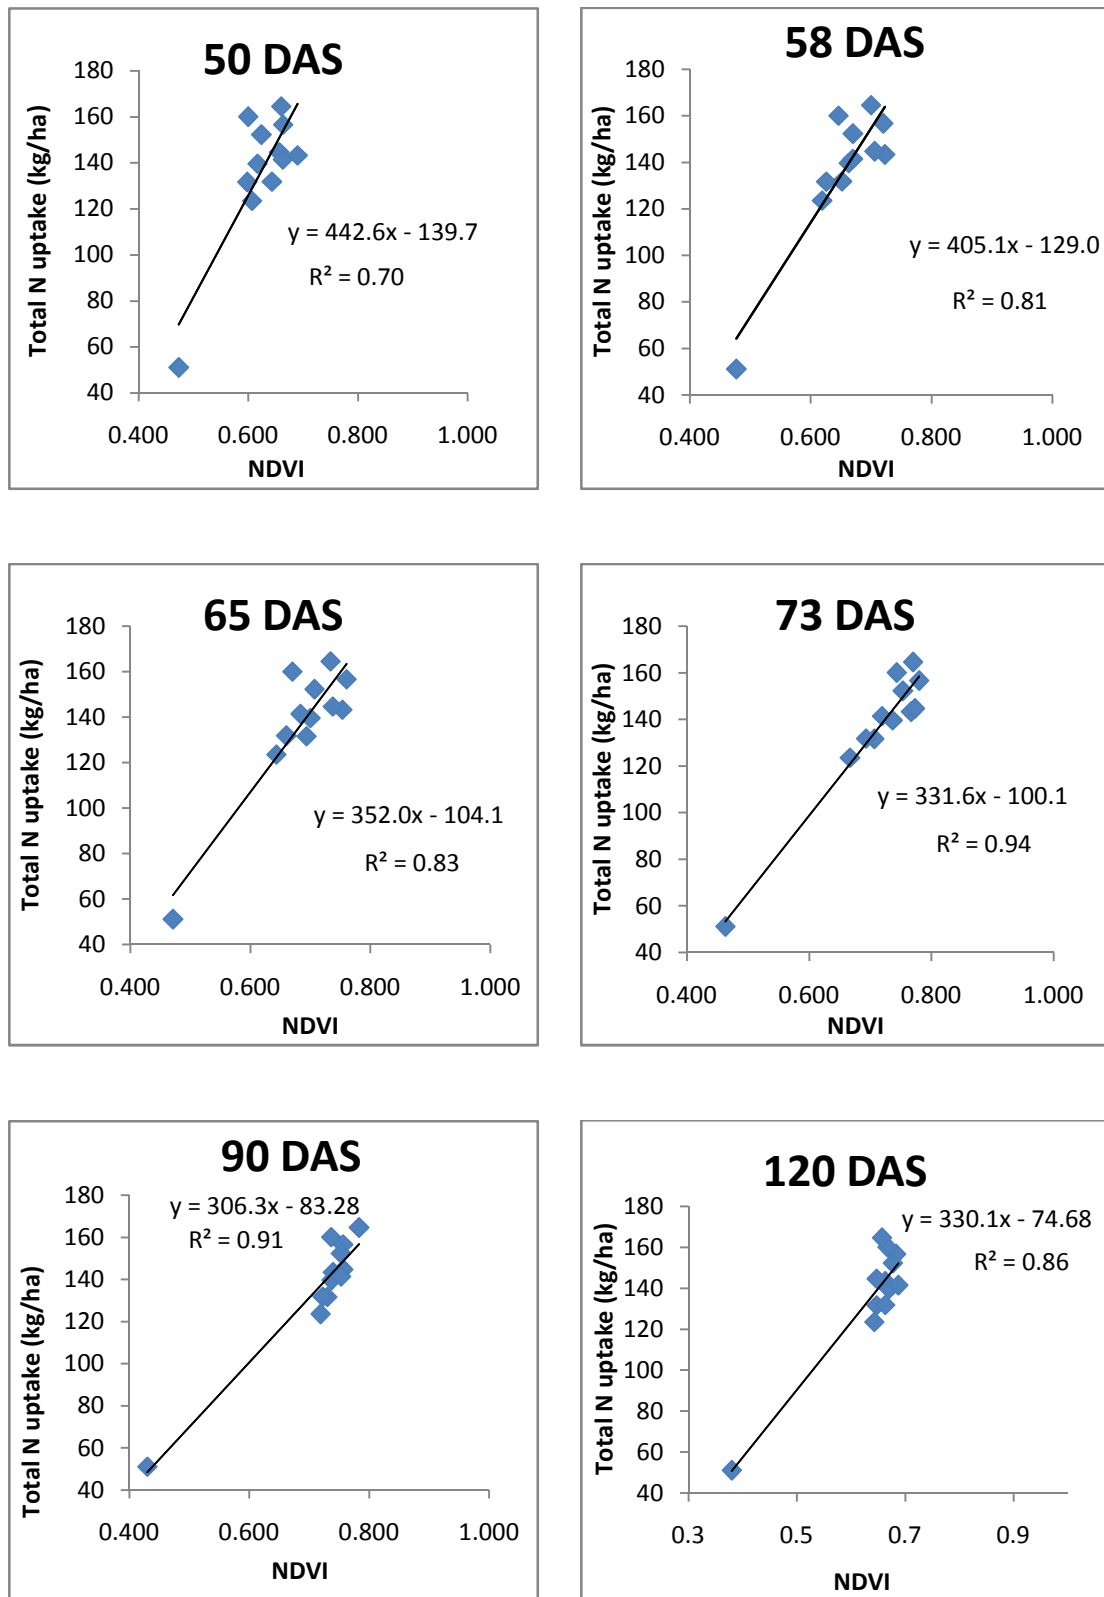 50 DAS
Total N uptake (kg/ha)
180
160
140
120
100
80
60
40
y = 442.6x - 139.7
R² = 0.70
0.400 0.600 0.800 1.000
NDVI
58 DAS
Total N uptake (kg/ha)
180
160
140
120
100
80
60
40
y = 405.1x - 129.0
R² = 0.81
0.400 0.600 0.800 1.000
NDVI
65 DAS
Total N uptake (kg/ha)
180
160
140
120
100
80
60
40
y = 352.0x - 104.1
R² = 0.83
0.400 0.600 0.800 1.000
NDVI
73 DAS
Total N uptake (kg/ha)
180
160
140
120
100
80
60
40
y = 331.6x - 100.1
R² = 0.94
0.400 0.600 0.800 1.000
NDVI
90 DAS
y = 306.3x - 83.28
R² = 0.91
Total N uptake (kg/ha)
180
160
140
120
100
80
60
40
0.400 0.600 0.800 1.000
NDVI
120 DAS
y = 330.1x - 74.68
R² = 0.86
Total N uptake (kg/ha)
180
160
140
120
100
80
60
40
0.3 0.5 0.7 0.9
NDVI